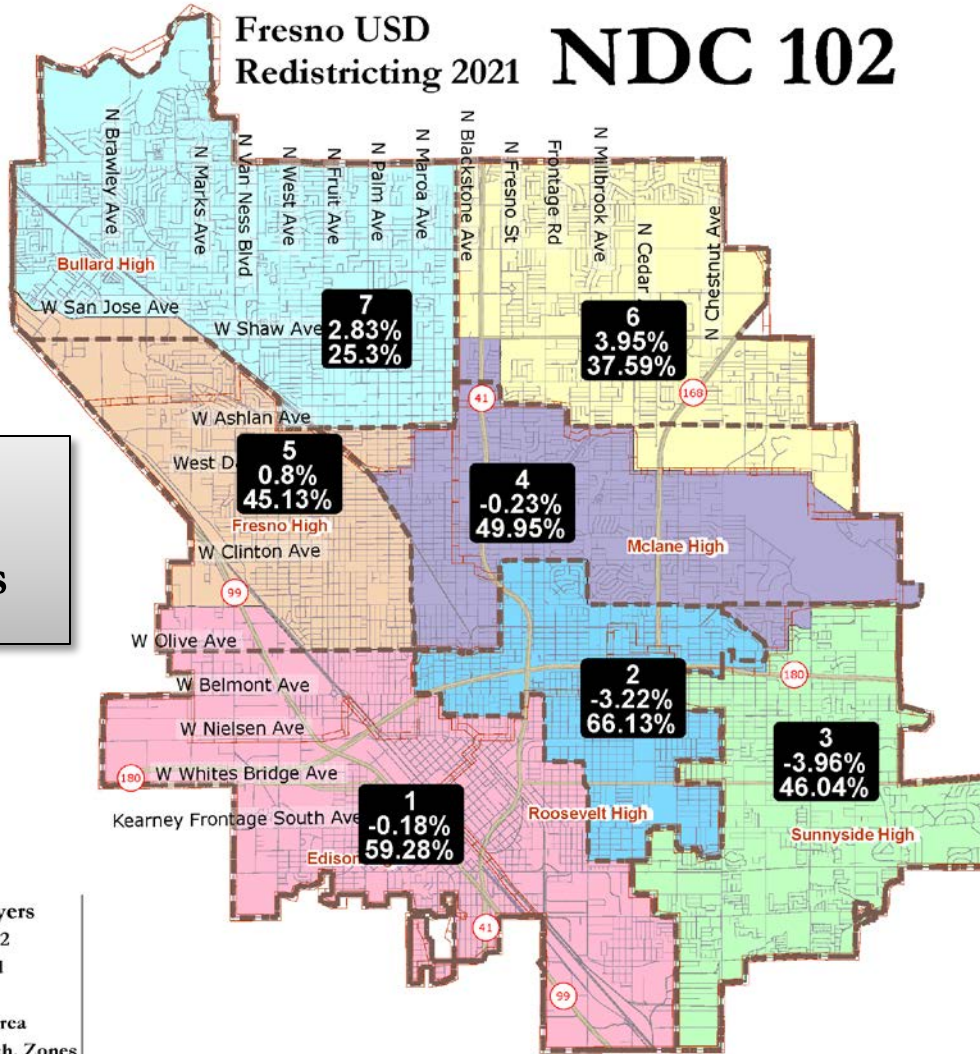 Fresno USD
Redistricting 2021
NDC 102
N Brawley Ave
N Marks Ave
N Van Ness Blvd
N West Ave
N Fruit Ave
N Palm Ave
N Maroa Ave
N Blackstone Ave
N Fresno St
Frontage Rd
N Millbrook Ave
N Cedar
N Chestnut Ave
Bullard High
W San Jose Ave
W Shaw Ave
7
2.83%
25.3%
6
3.95%
37.59%
41
168
W Ashlan Ave
West D
5
0.8%
45.13%
Fresno High
4
-0.23%
49.95%
Mclane High
W Clinton Ave
99
W Olive Ave
W Belmont Ave
2
-3.22%
66.13%
180
W Nielsen Ave
3
-3.96%
46.04%
180
W Whites Bridge Ave
Kearney Frontage South Ave
1
-0.18%
59.28%
Roosevelt High
Sunnyside High
Edison
41
99